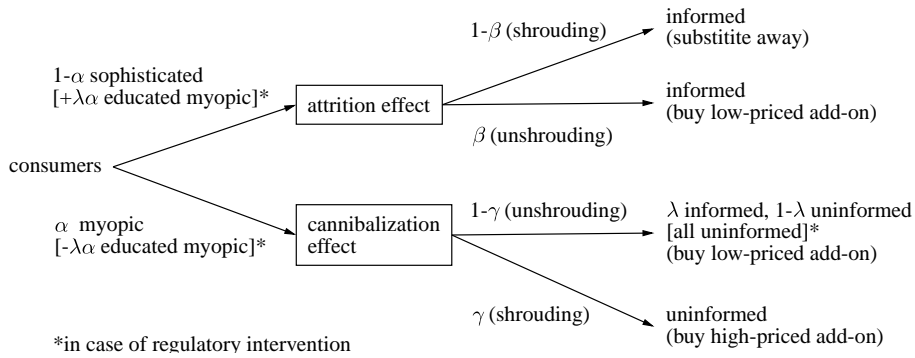 1-β (shrouding)
informed
(substitite away)
1-α sophisticated
[+λα educated myopic]*
attrition effect
informed
(buy low-priced add-on)
β (unshrouding)
consumers
α myopic
[-λα educated myopic]*
cannibalization
effect
1-γ (unshrouding)
λ informed, 1-λ uninformed
[all uninformed]*
(buy low-priced add-on)
γ (shrouding)
uninformed
(buy high-priced add-on)
*in case of regulatory intervention